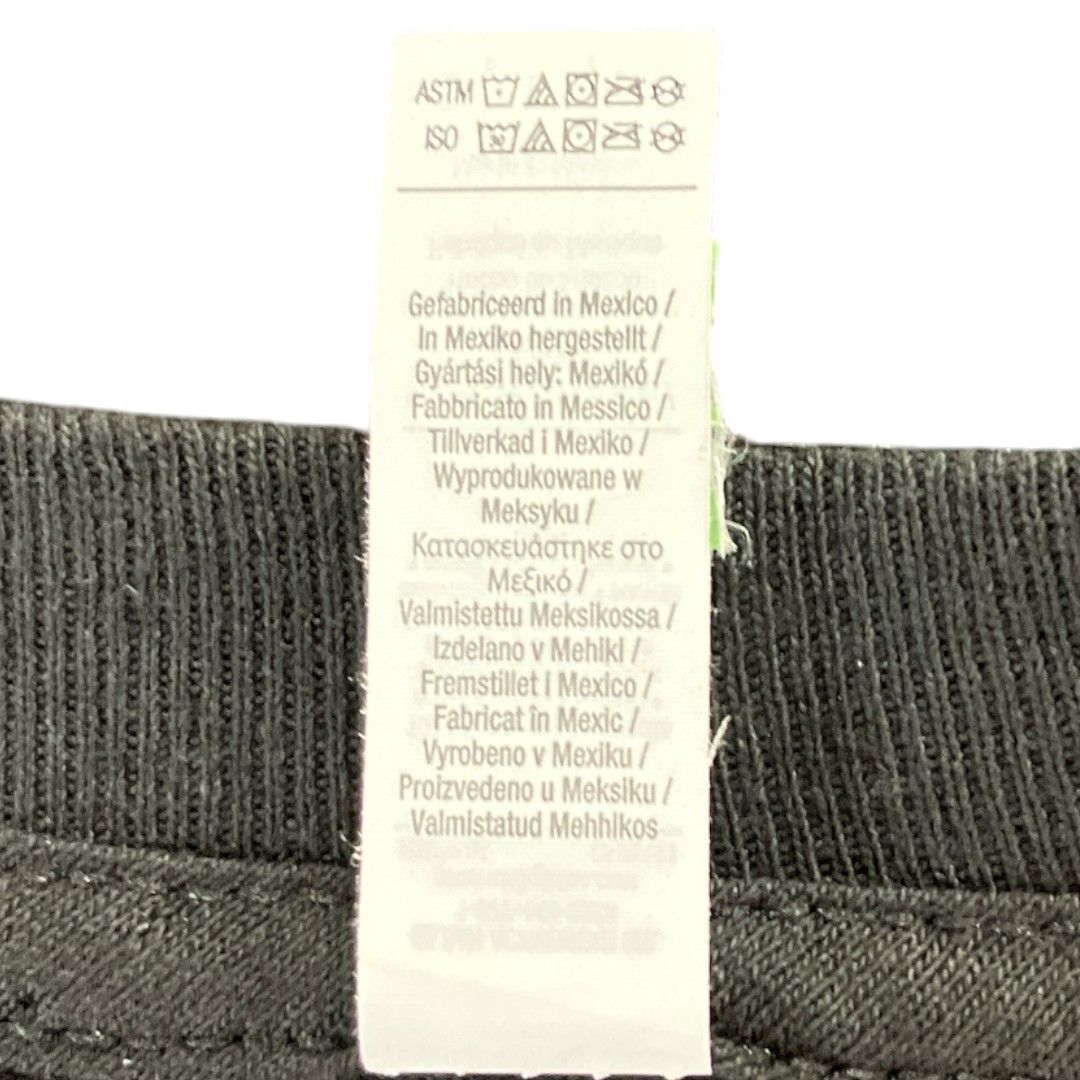 ASTM
ISO 30
Gefabriceerd in Mexico /
In Mexiko hergestellt /
Gyártási hely: Mexikó /
Fabbricato in Messico /
Tillverkad i Mexiko /
Wyprodukowane w
Meksyku /
Κατασκευάστηκε στο
Μεξικό /
Valmistettu Meksikossa /
Izdelano v Mehiki /
Fremstillet i Mexico /
Fabricat în Mexic /
Vyrobeno v Mexiku /
Proizvedeno u Meksiku /
Valmistatud Mehhikos